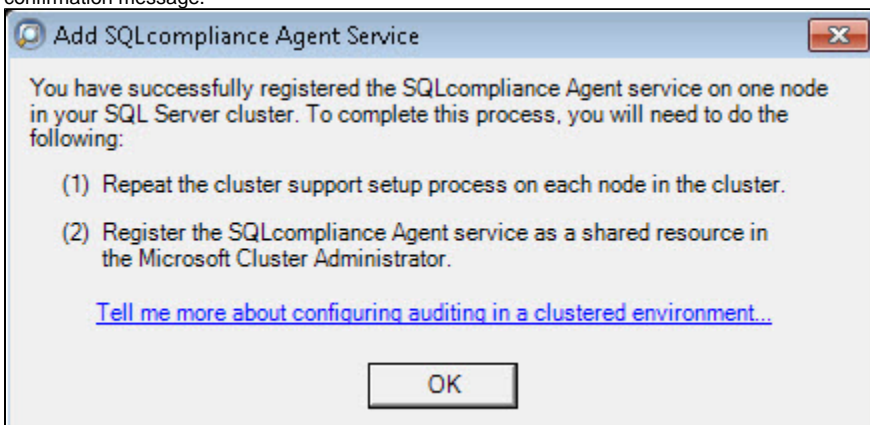 confirmation message.
Add SQLcompliance Agent Service
You have successfully registered the SQLcompliance Agent service on one node
in your SQL Server cluster. To complete this process, you will need to do the
following:
(1) Repeat the cluster support setup process on each node in the cluster.
(2) Register the SQLcompliance Agent service as a shared resource in
the Microsoft Cluster Administrator.
Tell me more about configuring auditing in a clustered environment...
OK